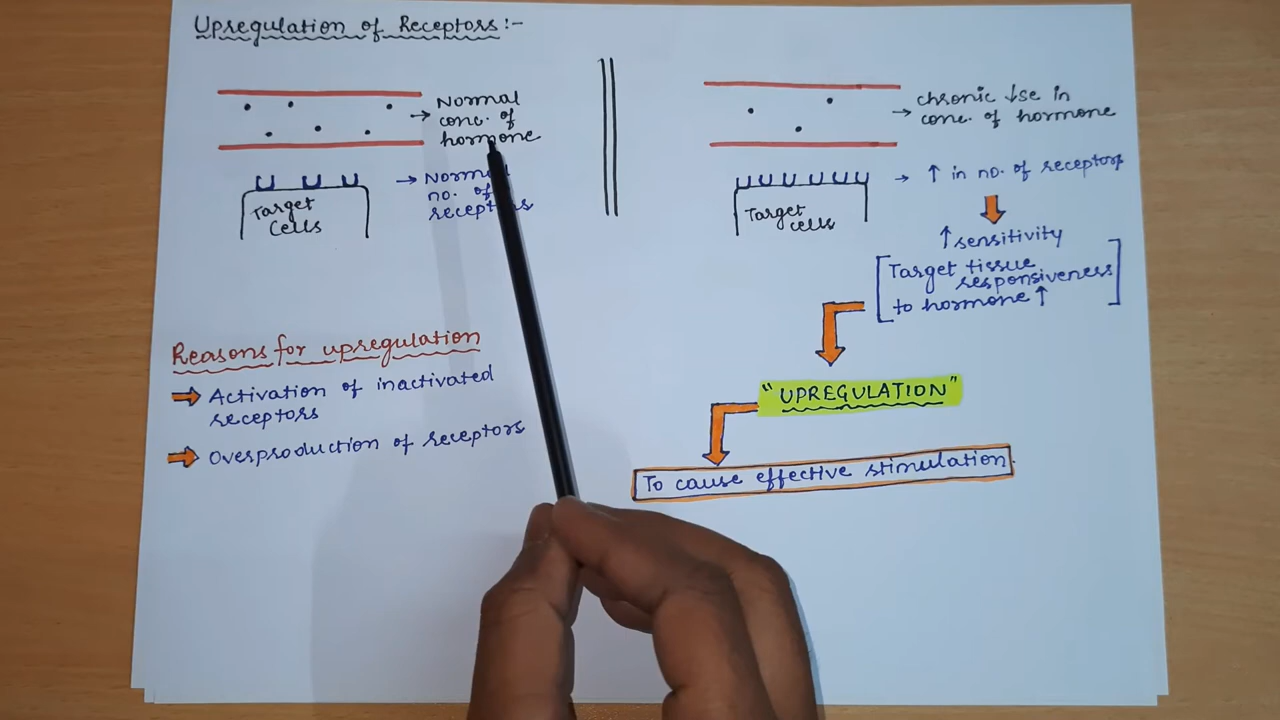 Upregulation of Receptors:-
→ Normal
conc. of
hormone
→ Normal
no. of
receptors
Target
Cells
→ chronic ↓se in
conc. of hormone
→ ↑ in no. of receptors
Target
cells
↑ sensitivity
[Target tissue
responsiveness
to hormone ↑]
"UPREGULATION"
To cause effective stimulation.
Reasons for upregulation
Activation of inactivated
receptors
Overproduction of receptors